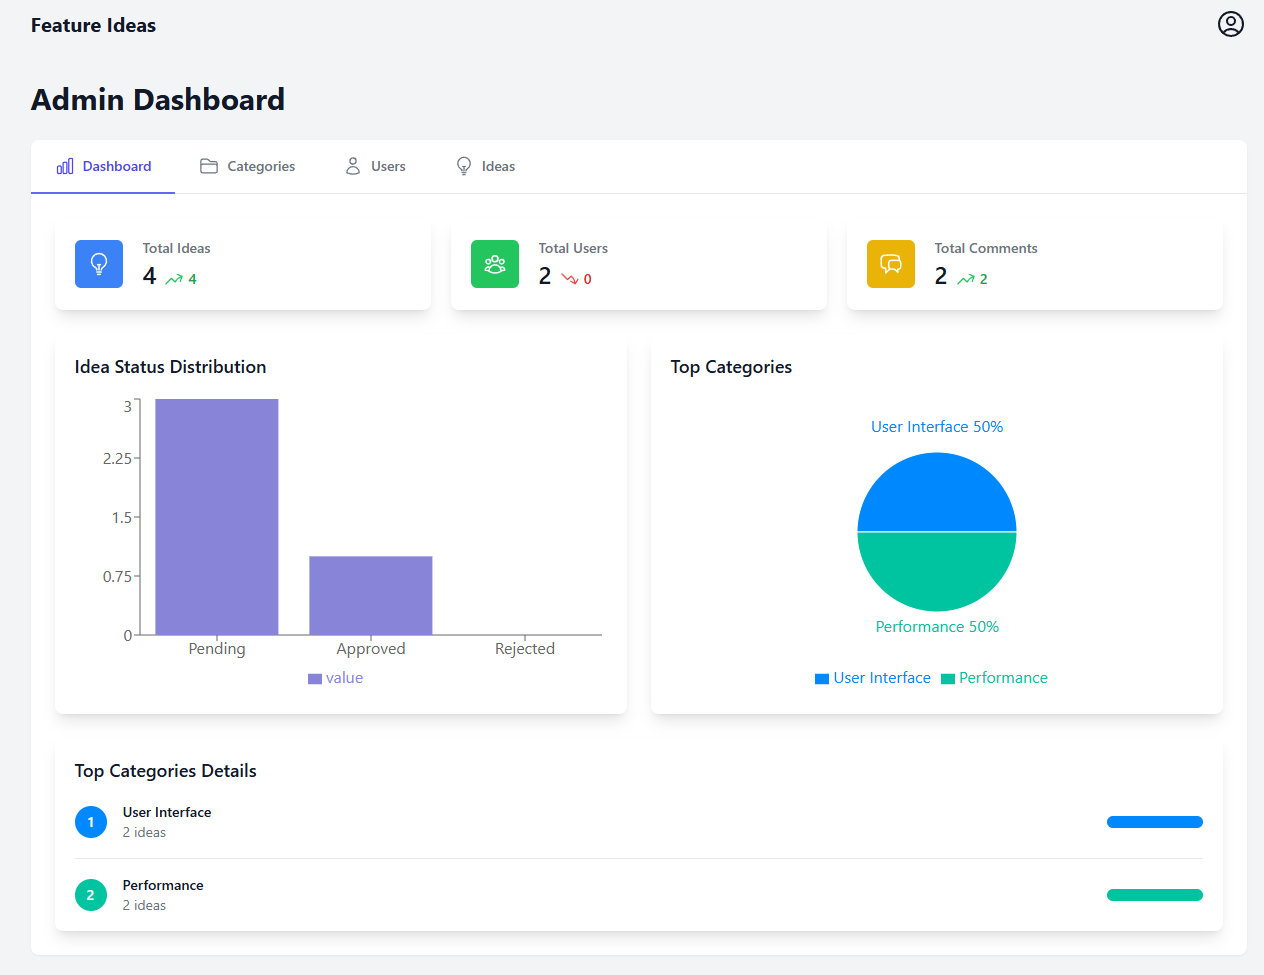 Feature Ideas
Admin Dashboard
Dashboard Categories Users Ideas
Total Ideas
4 4
Total Users
2 0
Total Comments
2 2
Idea Status Distribution
3
2.25
1.5
0.75
0
Pending Approved Rejected
value
Top Categories
User Interface 50%
Performance 50%
User Interface Performance
Top Categories Details
1 User Interface
2 ideas
2 Performance
2 ideas